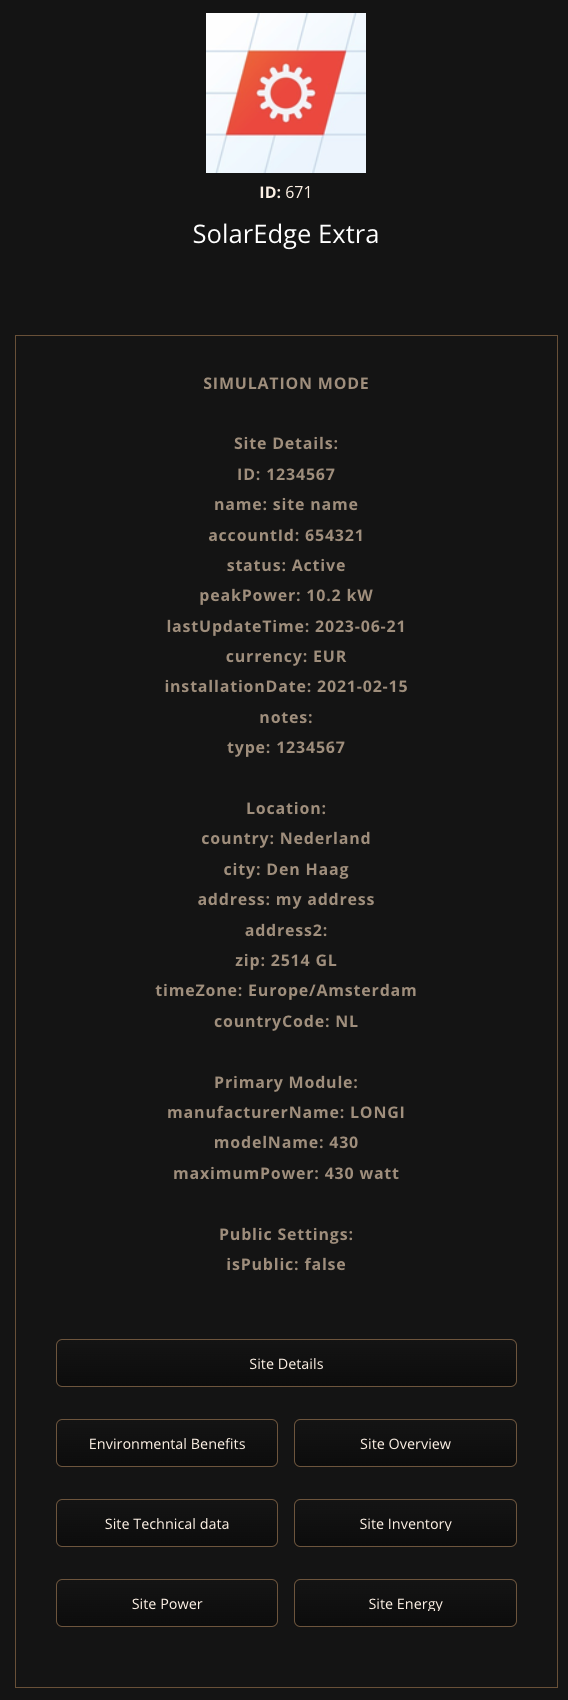 ID: 671
SolarEdge Extra
SIMULATION MODE
Site Details:
ID: 1234567
name: site name
accountId: 654321
status: Active
peakPower: 10.2 kW
lastUpdateTime: 2023-06-21
currency: EUR
installationDate: 2021-02-15
notes:
type: 1234567
Location:
country: Nederland
city: Den Haag
address: my address
address2:
zip: 2514 GL
timeZone: Europe/Amsterdam
countryCode: NL
Primary Module:
manufacturerName: LONGI
modelName: 430
maximumPower: 430 watt
Public Settings:
isPublic: false
Site Details
Environmental Benefits
Site Overview
Site Technical data
Site Inventory
Site Power
Site Energy